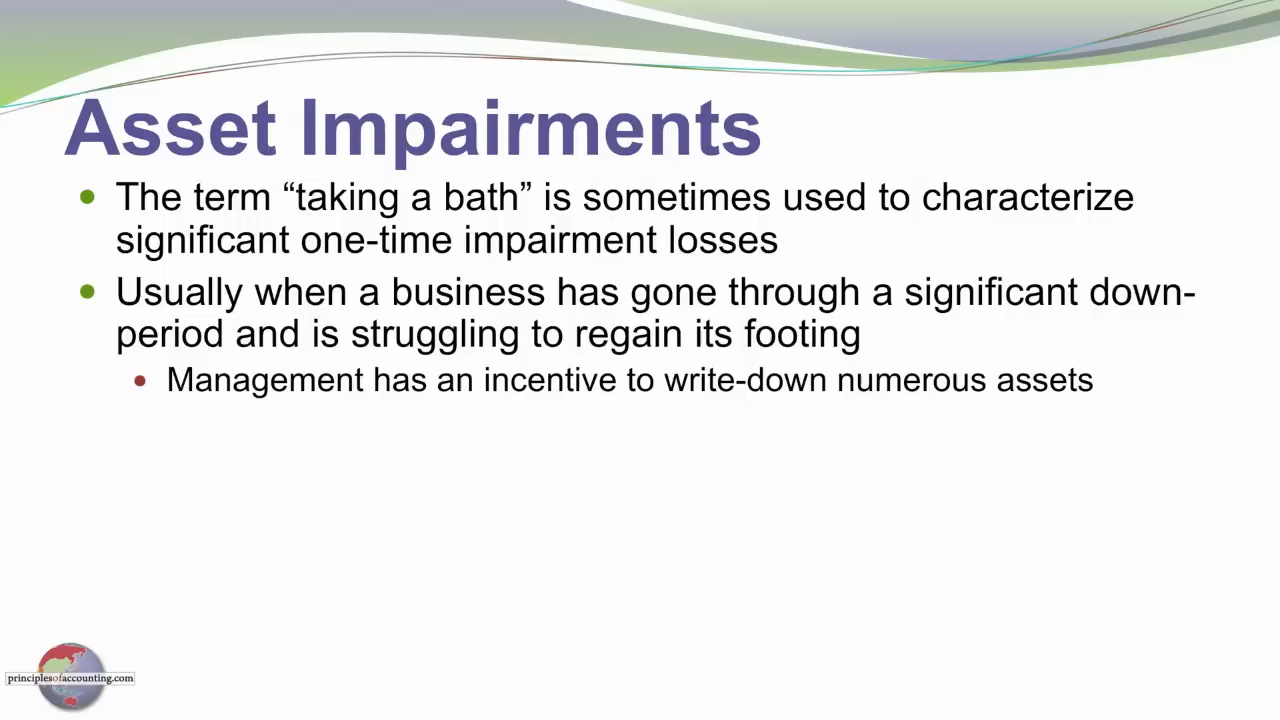 Asset Impairments
• The term “taking a bath” is sometimes used to characterize
significant one-time impairment losses
• Usually when a business has gone through a significant down-
period and is struggling to regain its footing
• Management has an incentive to write-down numerous assets
principlesofaccounting.com